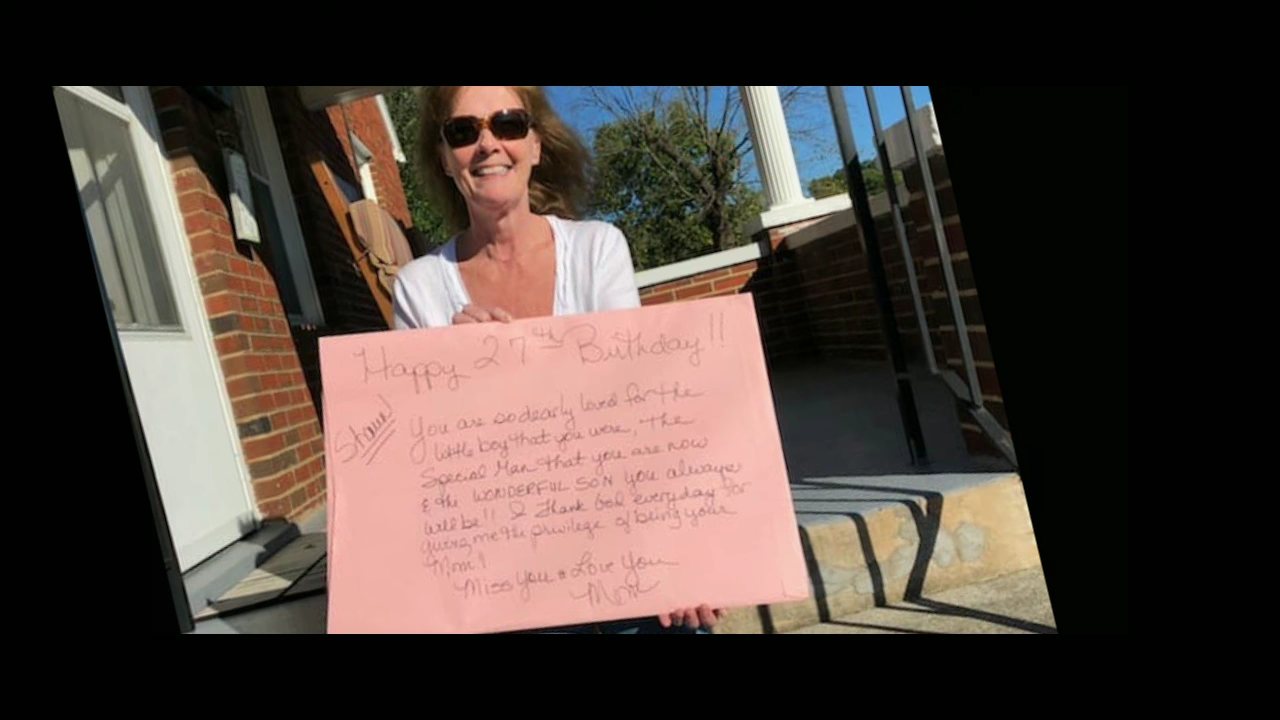 Happy 27th Birthday!!
Shawn
You are so dearly loved for the
little boy that you were, the
Special Man that you are now
& the WONDERFUL SON you always
will be!! I Thank God everyday for
giving me the privilege of being your
Mom!
Miss You & Love You
Mom